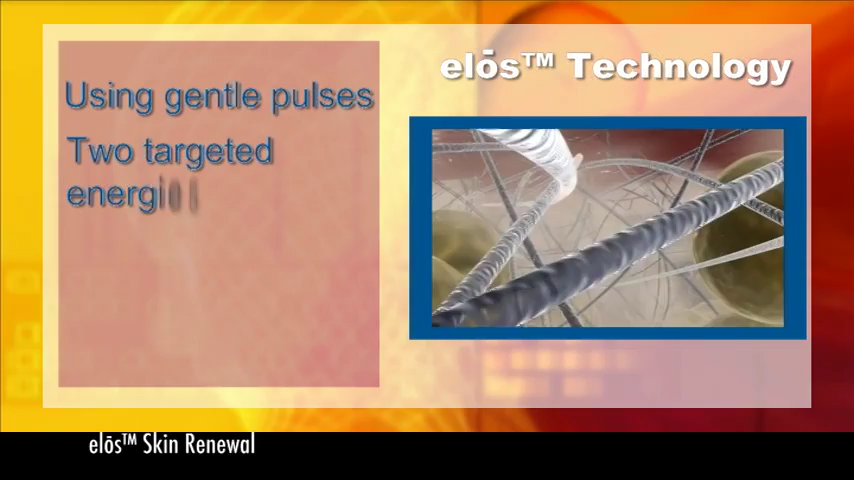 elōs™ Technology
Using gentle pulses
Two targeted
elōs™ Skin Renewal